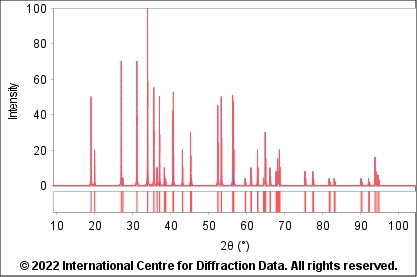 100
80
60
40
20
0
Intensity
10 20 30 40 50 60 70 80 90 100
2θ (°)
© 2022 International Centre for Diffraction Data. All rights reserved.